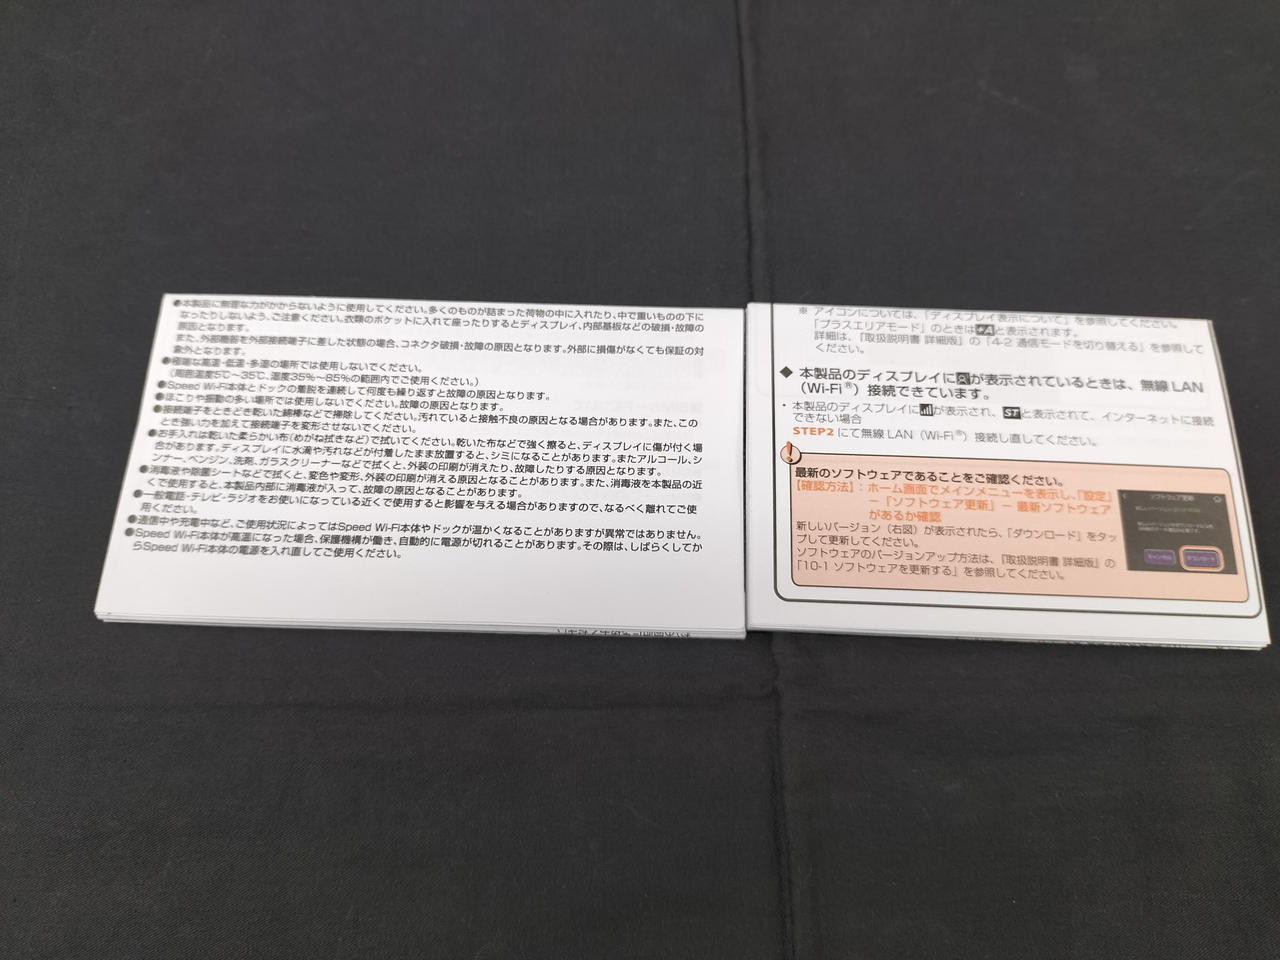 ●本製品に無理な力がかからないように使用してください。多くのものが詰まった荷物の中に入れたり、中で重いものの下に
なったりしないよう、ご注意ください。衣類のポケットに入れて座ったりするとディスプレイ、内部基板などの破損・故障の
原因となります。
また、外部機器を外部接続端子に差した状態の場合、コネクタ破損・故障の原因となります。外部に損傷がなくても保証の対
象外となります。
●極端な高温・低温・多湿の場所では使用しないでください。
（周囲温度5℃～35℃、湿度35%～85%の範囲内でご使用ください。）
●Speed Wi-Fi本体とドックの着脱を連続して何度も繰り返すと故障の原因となります。
●ほこりや振動の多い場所では使用しないでください。故障の原因となります。
●接続端子をときどき乾いた綿棒などで掃除してください。汚れていると接触不良の原因となる場合があります。また、この
とき強い力を加えて接続端子を変形させないでください。
●お手入れは乾いた柔らかい布（めがね拭きなど）で拭いてください。乾いた布などで強く擦ると、ディスプレイに傷が付く場
合があります。ディスプレイに水滴や汚れなどが付着したまま放置すると、シミになることがあります。またアルコール、シ
ンナー、ベンジン、洗剤、ガラスクリーナーなどで拭くと、外装の印刷が消えたり、故障したりする原因となります。
●消毒液や除菌シートなどで拭くと、変色や変形、外装の印刷が消える原因となることがあります。また、消毒液を本製品の近
くで使用すると、本製品内部に消毒液が入って、故障の原因となることがあります。
●一般電話・テレビ・ラジオをお使いになっている近くで使用すると影響を与える場合がありますので、なるべく離れてご使
用ください。
●通信中や充電中など、ご使用状況によってはSpeed Wi-Fi本体やドックが温かくなることがありますが異常ではありません。
●Speed Wi-Fi本体が高温になった場合、保護機構が働き、自動的に電源が切れることがあります。その際は、しばらくしてか
らSpeed Wi-Fi本体の電源を入れ直してご使用ください。
※ アイコンについては、「ディスプレイ表示について」を参照してください。
「プラスエリアモード」のときは+Aと表示されます。
詳細は、『取扱説明書 詳細版』の「4-2 通信モードを切り替える」を参照して
ください。
◆ 本製品のディスプレイにが表示されているときは、無線 LAN
（Wi-Fi®）接続できています。
・本製品のディスプレイにが表示され、STと表示されて、インターネットに接続
できない場合
STEP2 にて無線 LAN（Wi-Fi®）接続し直してください。
最新のソフトウェアであることをご確認ください。
【確認方法】：ホーム画面でメインメニューを表示し、「設定」
－「ソフトウェア更新」－ 最新ソフトウェア
があるか確認
新しいバージョン（右図）が表示されたら、「ダウンロード」をタッ
プして更新してください。
ソフトウェアのバージョンアップ方法は、『取扱説明書 詳細版』の
「10-1 ソフトウェアを更新する」を参照してください。
ソフトウェア更新
キャンセル
ダウンロード